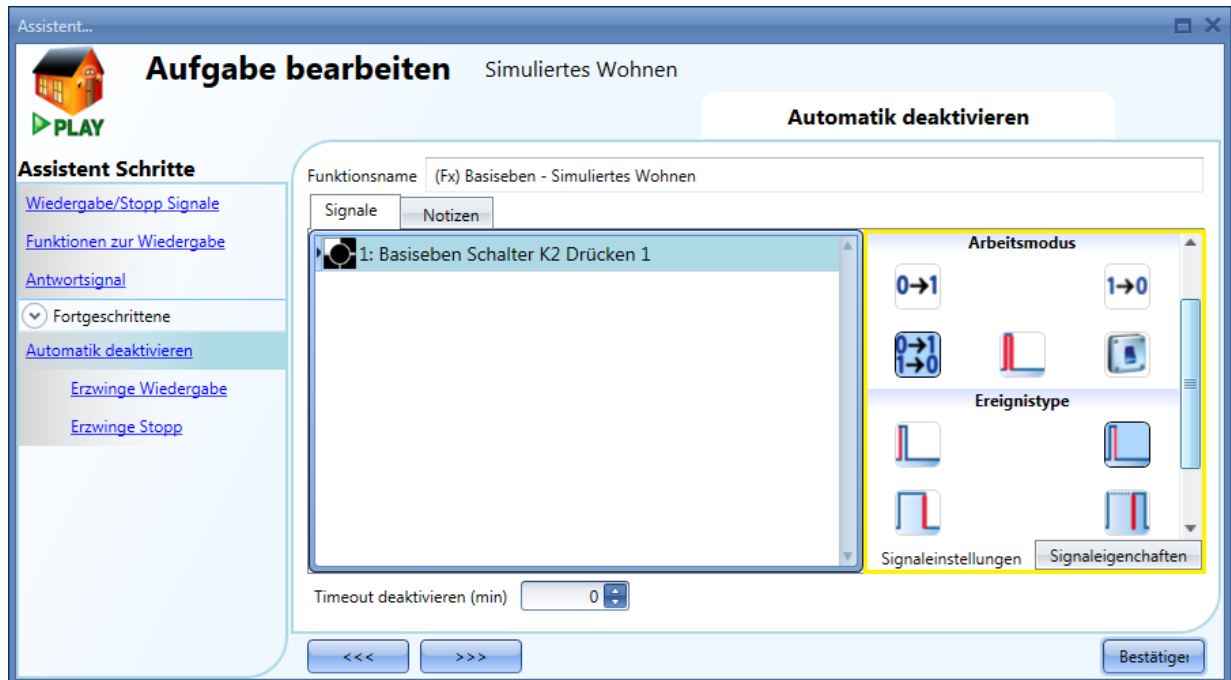 Assistent...
Aufgabe bearbeiten Simuliertes Wohnen
PLAY
Automatik deaktivieren
Assistent Schritte
Wiedergabe/Stopp Signale
Funktionen zur Wiedergabe
Antwortsignal
Fortgeschrittene
Automatik deaktivieren
Erzwinge Wiedergabe
Erzwinge Stopp
Funktionsname (Fx) Basiseben - Simuliertes Wohnen
Signale Notizen
1: Basiseben Schalter K2 Drücken 1
Arbeitsmodus
0→1 1→0
0→1
1→0
Ereignistype
Signaleinstellungen Signaleigenchaften
Timeout deaktivieren (min) 0
<<< >>>
Bestätiger